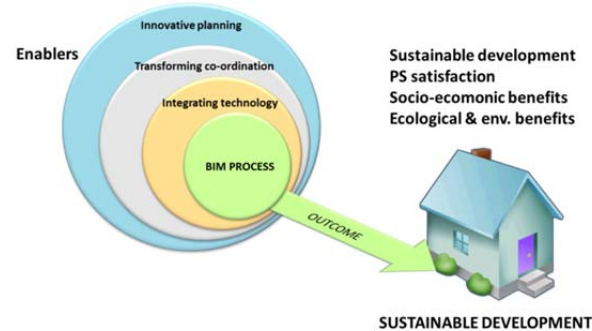 Innovative planning
Enablers
Transforming co-ordination
Integrating technology
BIM PROCESS
OUTCOME
Sustainable development
PS satisfaction
Socio-ecomonic benefits
Ecological & env. benefits
SUSTAINABLE DEVELOPMENT